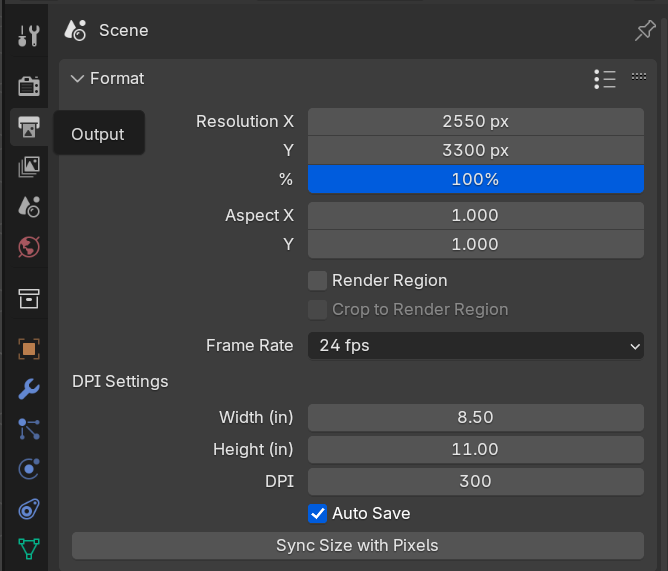 Scene
Format
Output
Resolution X 2550 px
Y 3300 px
% 100%
Aspect X 1.000
Y 1.000
Render Region
Crop to Render Region
Frame Rate 24 fps
DPI Settings
Width (in) 8.50
Height (in) 11.00
DPI 300
Auto Save
Sync Size with Pixels